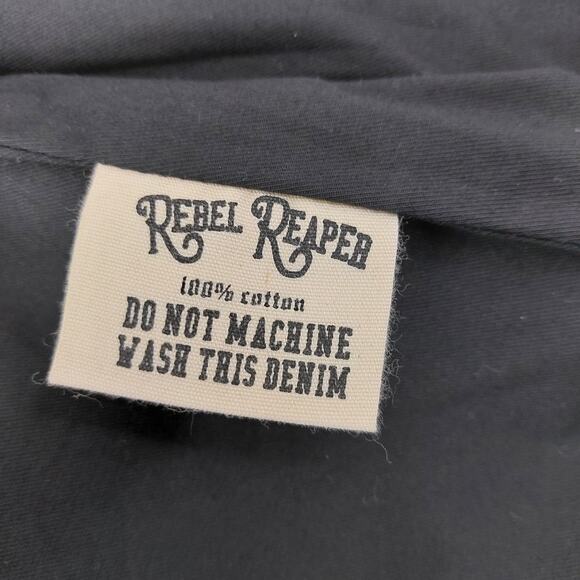 REBEL REAPER
100% cotton
DO NOT MACHINE
WASH THIS DENIM